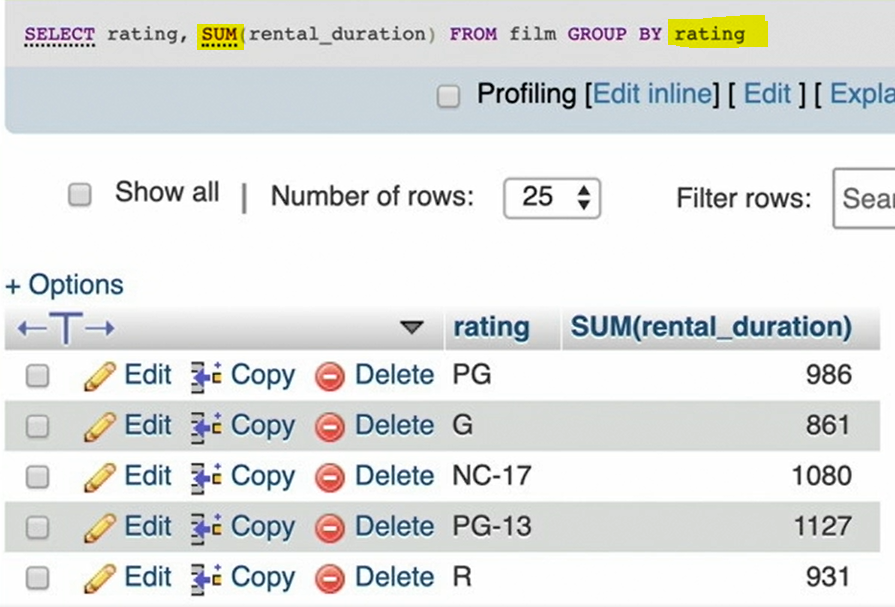 SELECT rating, SUM(rental_duration) FROM film GROUP BY rating
Profiling [Edit inline] [ Edit ] [
Show all | Number of rows: 25 Filter rows:
+ Options
rating SUM(rental_duration)
Edit Copy Delete PG 986
Edit Copy Delete G 861
Edit Copy Delete NC-17 1080
Edit Copy Delete PG-13 1127
Edit Copy Delete R 931